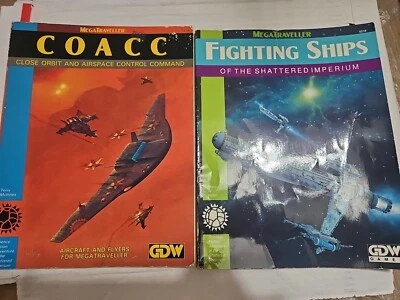 MEGATRAVELLER
COACC
CLOSE ORBIT AND AIRSPACE CONTROL COMMAND
AIRCRAFT AND FLYERS
FOR MEGATRAVELLER
GDW
MEGATRAVELLER
FIGHTING SHIPS
OF THE SHATTERED IMPERIUM
GDW
GAMES